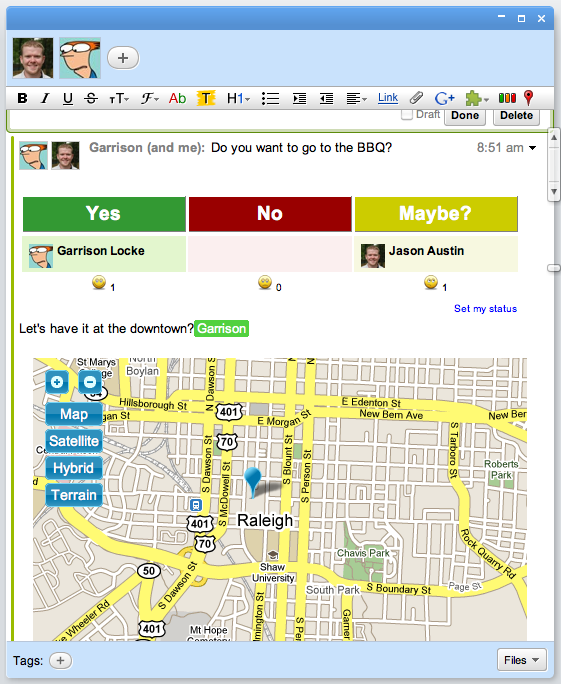 B I U S тT F Ab T H1 Link G+
Draft Done Delete
Garrison (and me): Do you want to go to the BBQ? 8:51 am
Yes No Maybe?
Garrison Locke Jason Austin
1 0 1
Set my status
Let's have it at the downtown? Garrison
St Marys
North
Boylan
54
Hillsborough St
N Dawson St
401
E Edenton St
New Bern Ave
New Bern
E Morgan St
70
Map
Satellite
Hybrid
Terrain
S Dawson St
S McDowell St
S Blount St
S Person St
S Tarboro St
Roberts
Park
Raleigh
401
70
Rock Quarry Rd
Chavis Park
Shaw
University
50
South Park
S Boundary St
Page St
S Dawson St
Wheeler Rd
401
Mt Hope
Cemetery
mington St
S Pers
Garner
Tags: Files